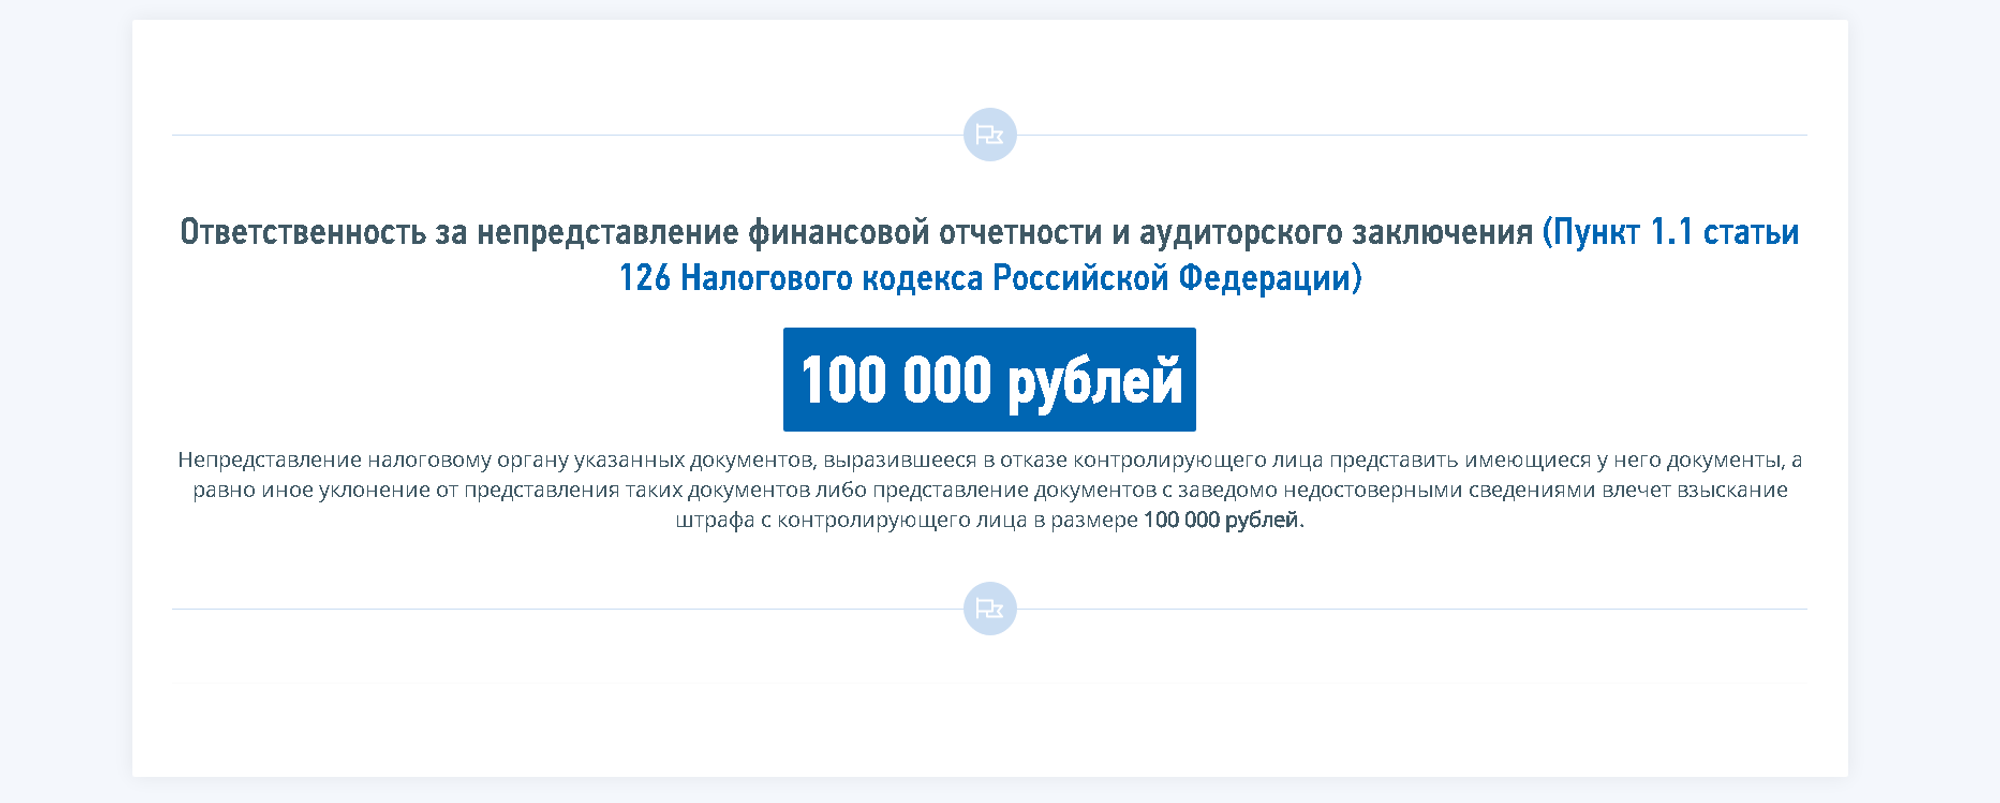 Ответственность за непредставление финансовой отчетности и аудиторского заключения (Пункт 1.1 статьи
126 Налогового кодекса Российской Федерации)
100 000 рублей
Непредставление налоговому органу указанных документов, выразившееся в отказе контролирующего лица представить имеющиеся у него документы, а
равно иное уклонение от представления таких документов либо представление документов с заведомо недостоверными сведениями влечет взыскание
штрафа с контролирующего лица в размере 100 000 рублей.